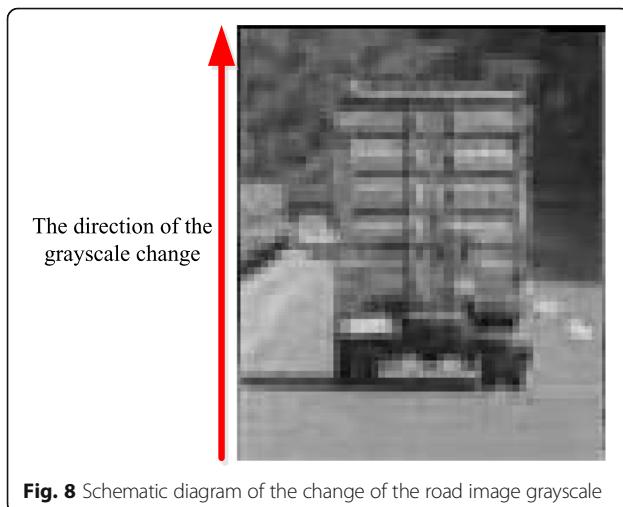 The direction of the
grayscale change
Fig. 8 Schematic diagram of the change of the road image grayscale